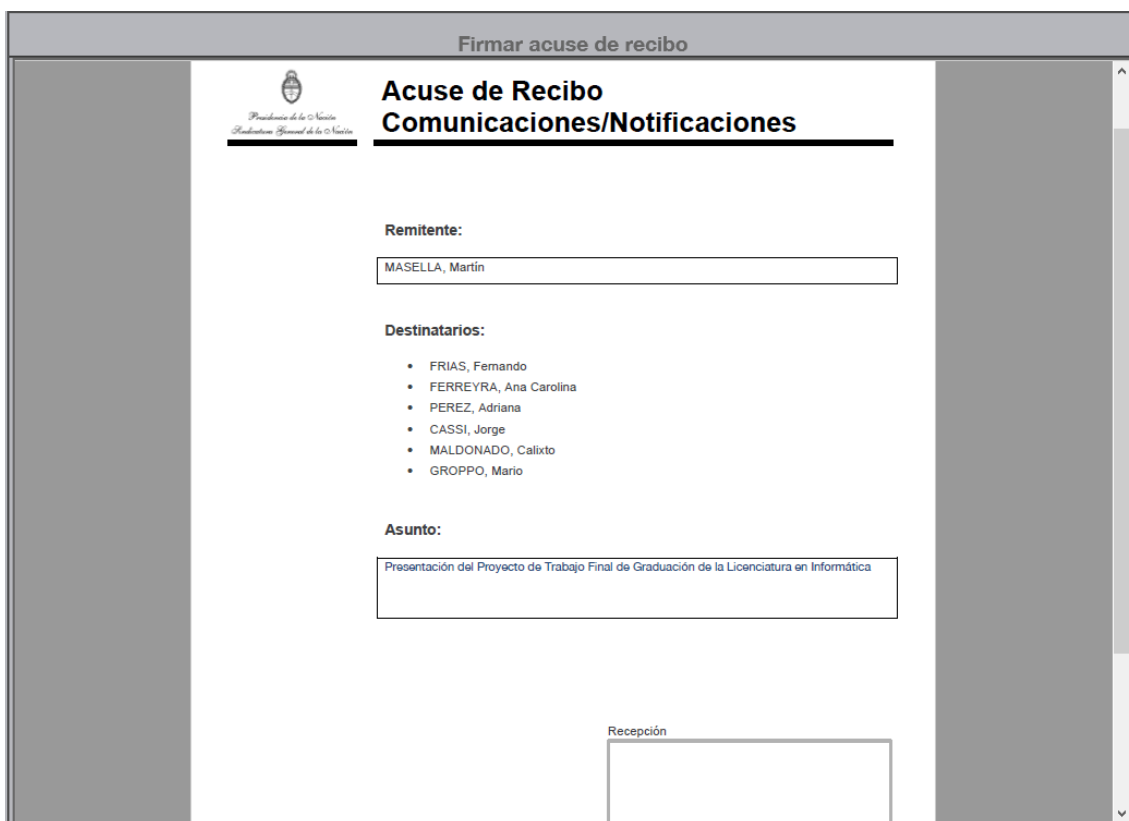 Firmar acuse de recibo
Presidencia de la Nación
Sindicatura General de la Nación
Acuse de Recibo
Comunicaciones/Notificaciones
Remitente:
MASELLA, Martín
Destinatarios:
• FRIAS, Fernando
• FERREYRA, Ana Carolina
• PEREZ, Adriana
• CASSI, Jorge
• MALDONADO, Calixto
• GROPPO, Mario
Asunto:
Presentación del Proyecto de Trabajo Final de Graduación de la Licenciatura en Informática
Recepción